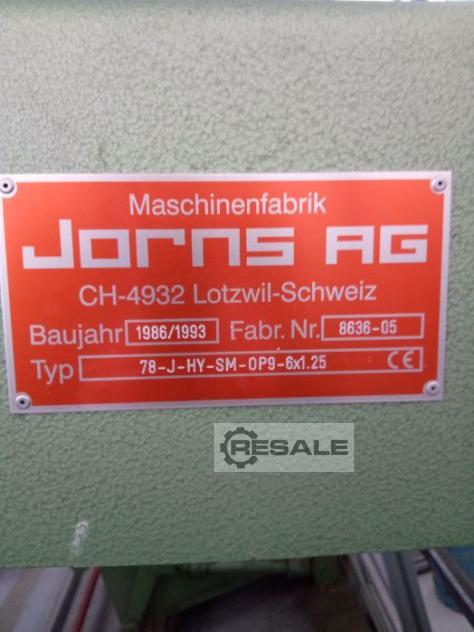 Maschinenfabrik
Jorns AG
CH-4932 Lotzwil-Schweiz
Baujahr 1986/1993 Fabr. Nr. 8636-05
Typ 78-J-HY-SM-OP9-6x1.25 CE
RESALE